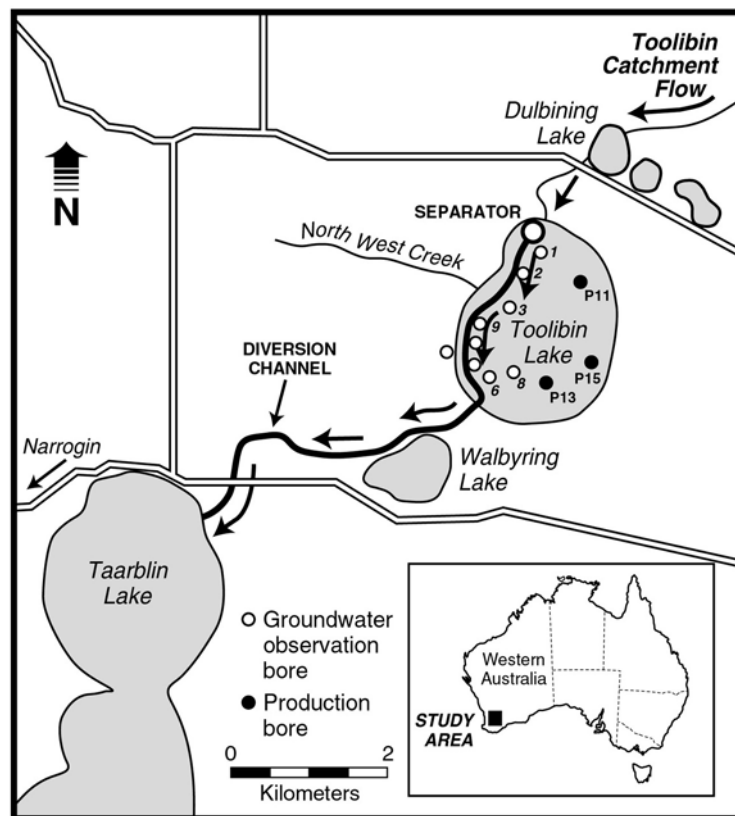 Toolibin
Catchment
Flow
Dulbining
Lake
N
SEPARATOR
North West Creek
1
2
P11
3
9
Toolibin
Lake
DIVERSION
CHANNEL
P15
6
8
P13
Narrogin
Walbyring
Lake
Taarblin
Lake
Groundwater
observation
bore
Production
bore
0 2
Kilometers
Western
Australia
STUDY
AREA